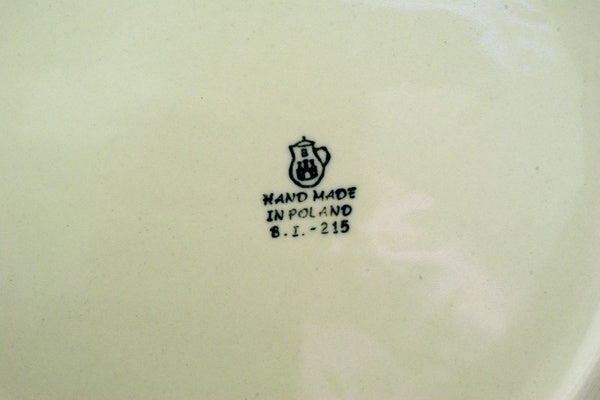 B
HAND MADE
IN POLAND
B.I.-215